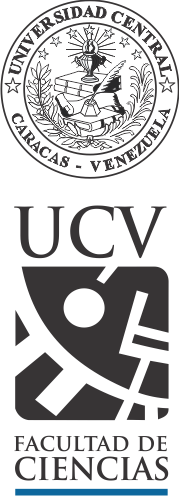 UNIVERSIDAD CENTRAL
CARACAS - VENEZUELA
UCV
FACULTAD DE
CIENCIAS